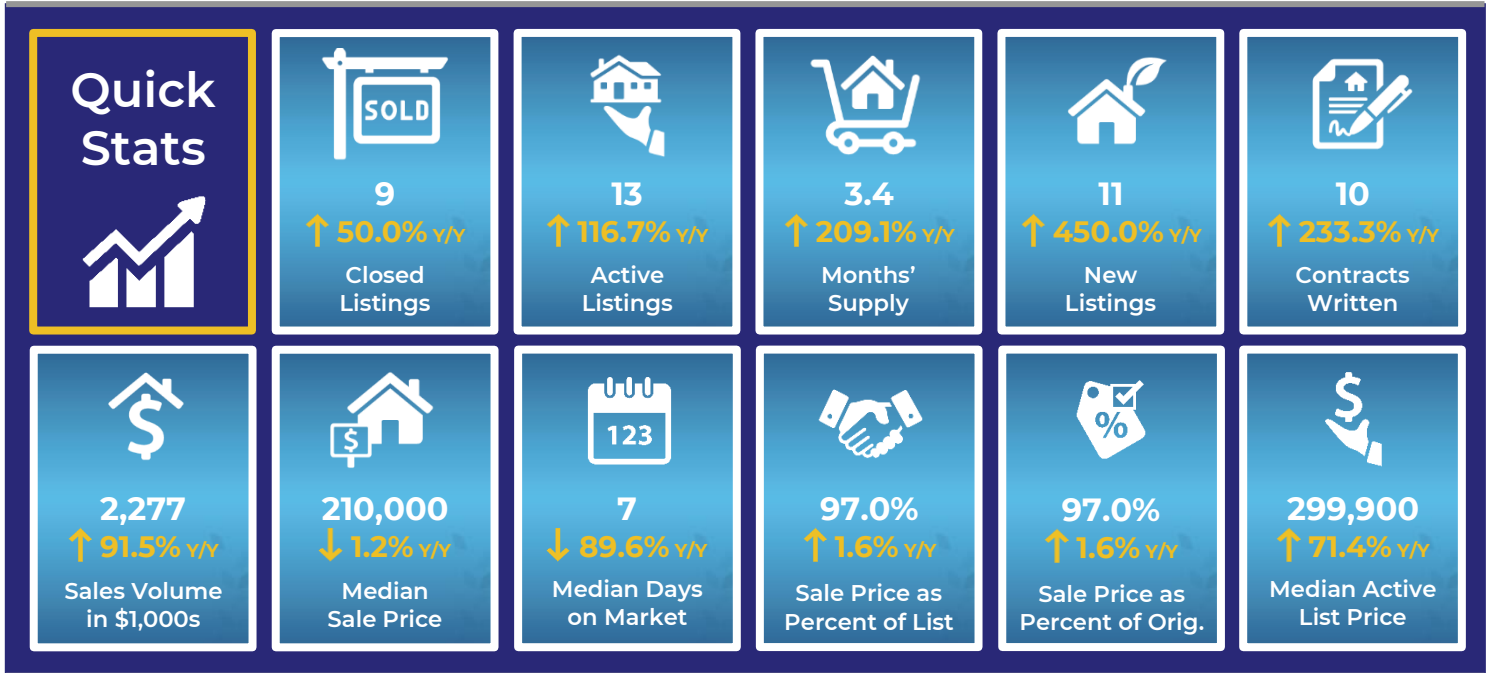 Quick
Stats
SOLD
9
↑ 50.0% Y/Y
Closed
Listings
13
↑ 116.7% Y/Y
Active
Listings
3.4
↑ 209.1% Y/Y
Months’
Supply
11
↑ 450.0% Y/Y
New
Listings
10
↑ 233.3% Y/Y
Contracts
Written
$
2,277
↑ 91.5% Y/Y
Sales Volume
in $1,000s
$
210,000
↓ 1.2% Y/Y
Median
Sale Price
123
7
↓ 89.6% Y/Y
Median Days
on Market
97.0%
↑ 1.6% Y/Y
Sale Price as
Percent of List
%
97.0%
↑ 1.6% Y/Y
Sale Price as
Percent of Orig.
$
299,900
↑ 71.4% Y/Y
Median Active
List Price